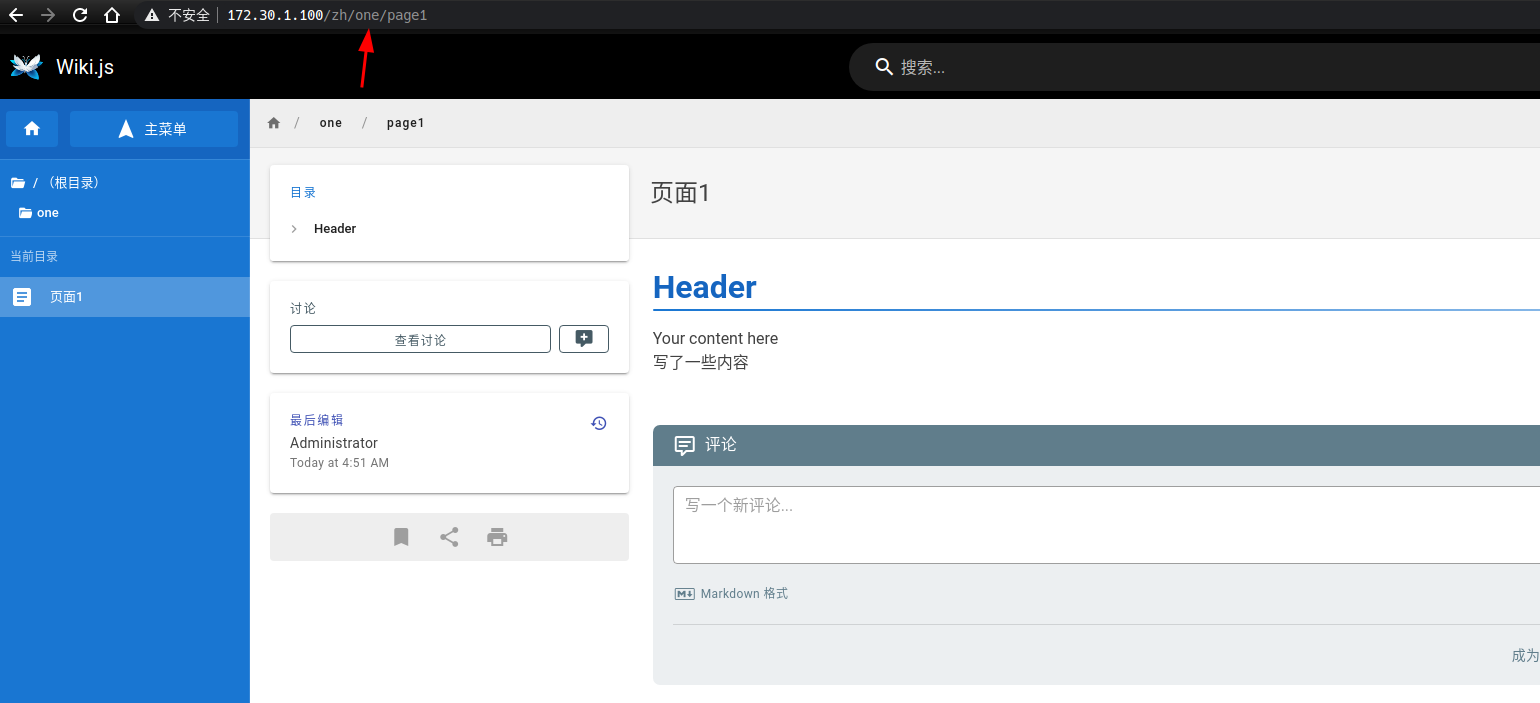 不安全 172.30.1.100/zh/one/page1
Wiki.js
搜索...
主菜单
/ （根目录）
one
当前目录
页面1
/ one / page1
目录
Header
讨论
查看讨论
最后编辑
Administrator
Today at 4:51 AM
页面1
Header
Your content here
写了一些内容
评论
写一个新评论...
Markdown 格式
成为